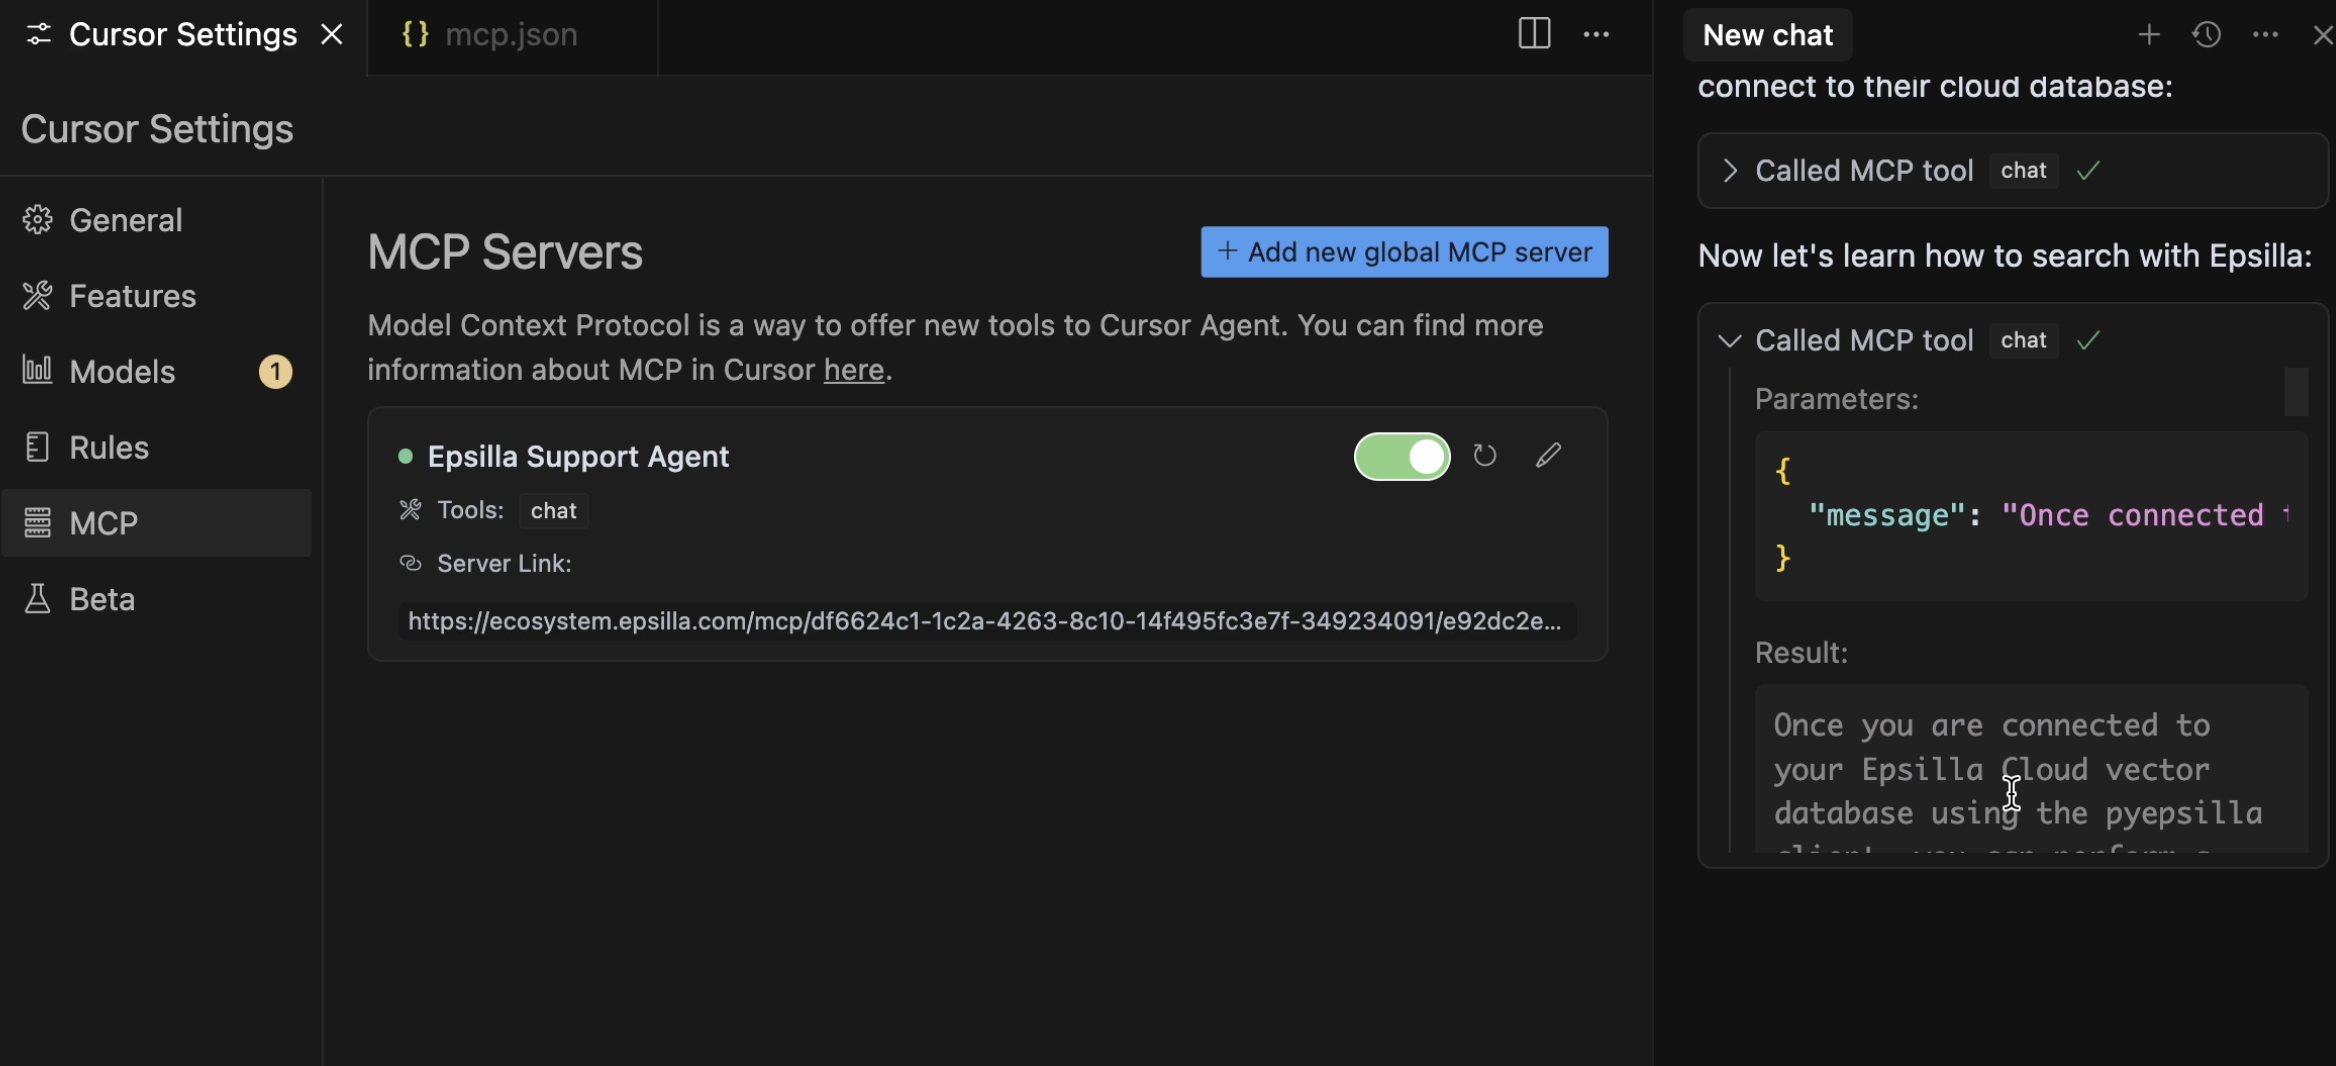 Cursor Settings
{} mcp.json
Cursor Settings
General
Features
Models 1
Rules
MCP
Beta
MCP Servers
+ Add new global MCP server
Model Context Protocol is a way to offer new tools to Cursor Agent. You can find more
information about MCP in Cursor here.
Epsilla Support Agent
Tools: chat
Server Link:
https://ecosystem.epsilla.com/mcp/df6624c1-1c2a-4263-8c10-14f495fc3e7f-349234091/e92dc2e...
New chat
connect to their cloud database:
Called MCP tool chat
Now let's learn how to search with Epsilla:
Called MCP tool chat
Parameters:
{
"message": "Once connected
}
Result:
Once you are connected to
your Epsilla Cloud vector
database using the pyepsilla